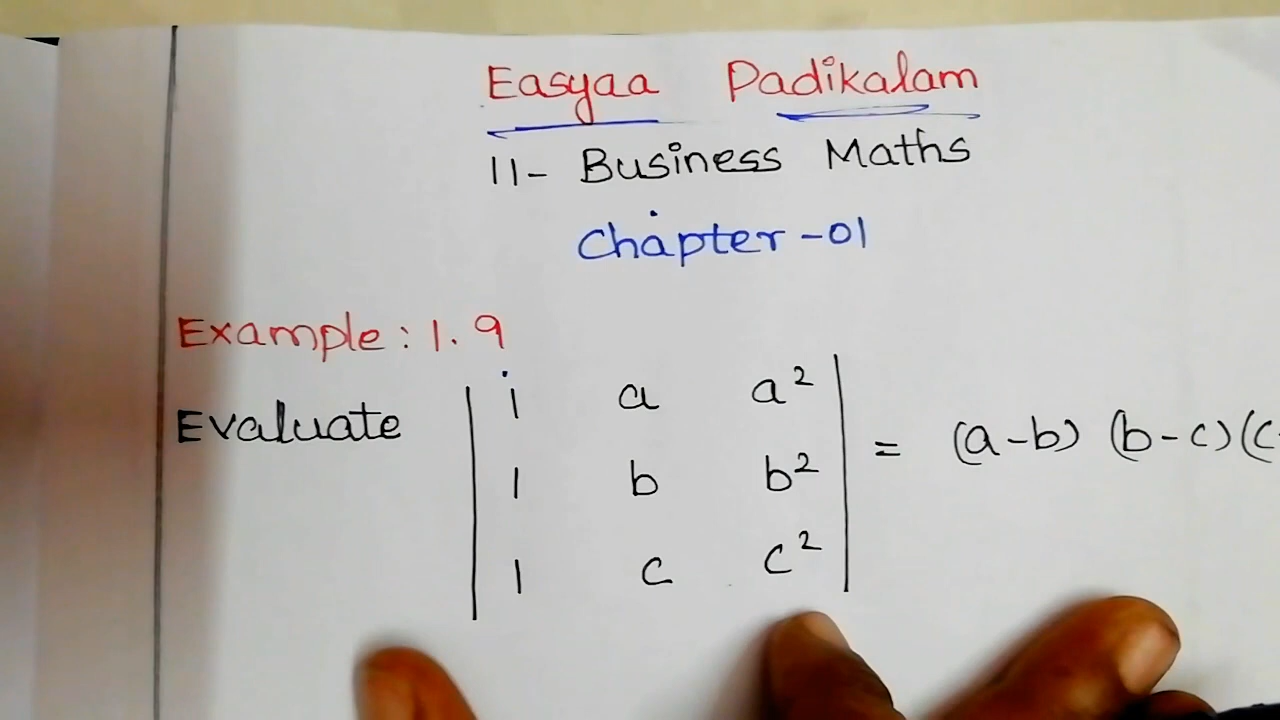 Easyaa Padikalam
11- Business Maths
Chapter -01
Example: 1.9
Evaluate | 1 a a² | = (a-b) (b-c)(c-
| 1 b b² |
| 1 c c² |